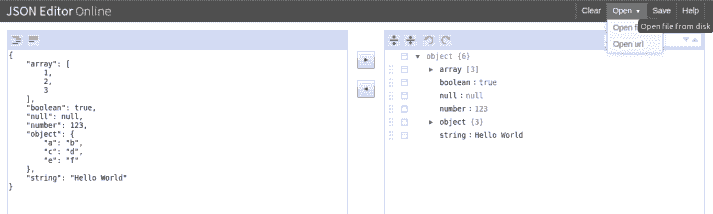 JSON Editor Online
Clear Open ▼ Save Help
Open f
Open file from disk
Open url
{
    "array": [
        1,
        2,
        3
    ],
    "boolean": true,
    "null": null,
    "number": 123,
    "object": {
        "a": "b",
        "c": "d",
        "e": "f"
    },
    "string": "Hello World"
}
▼ object {6}
▶ array [3]
boolean : true
null : null
number : 123
▶ object {3}
string : Hello World